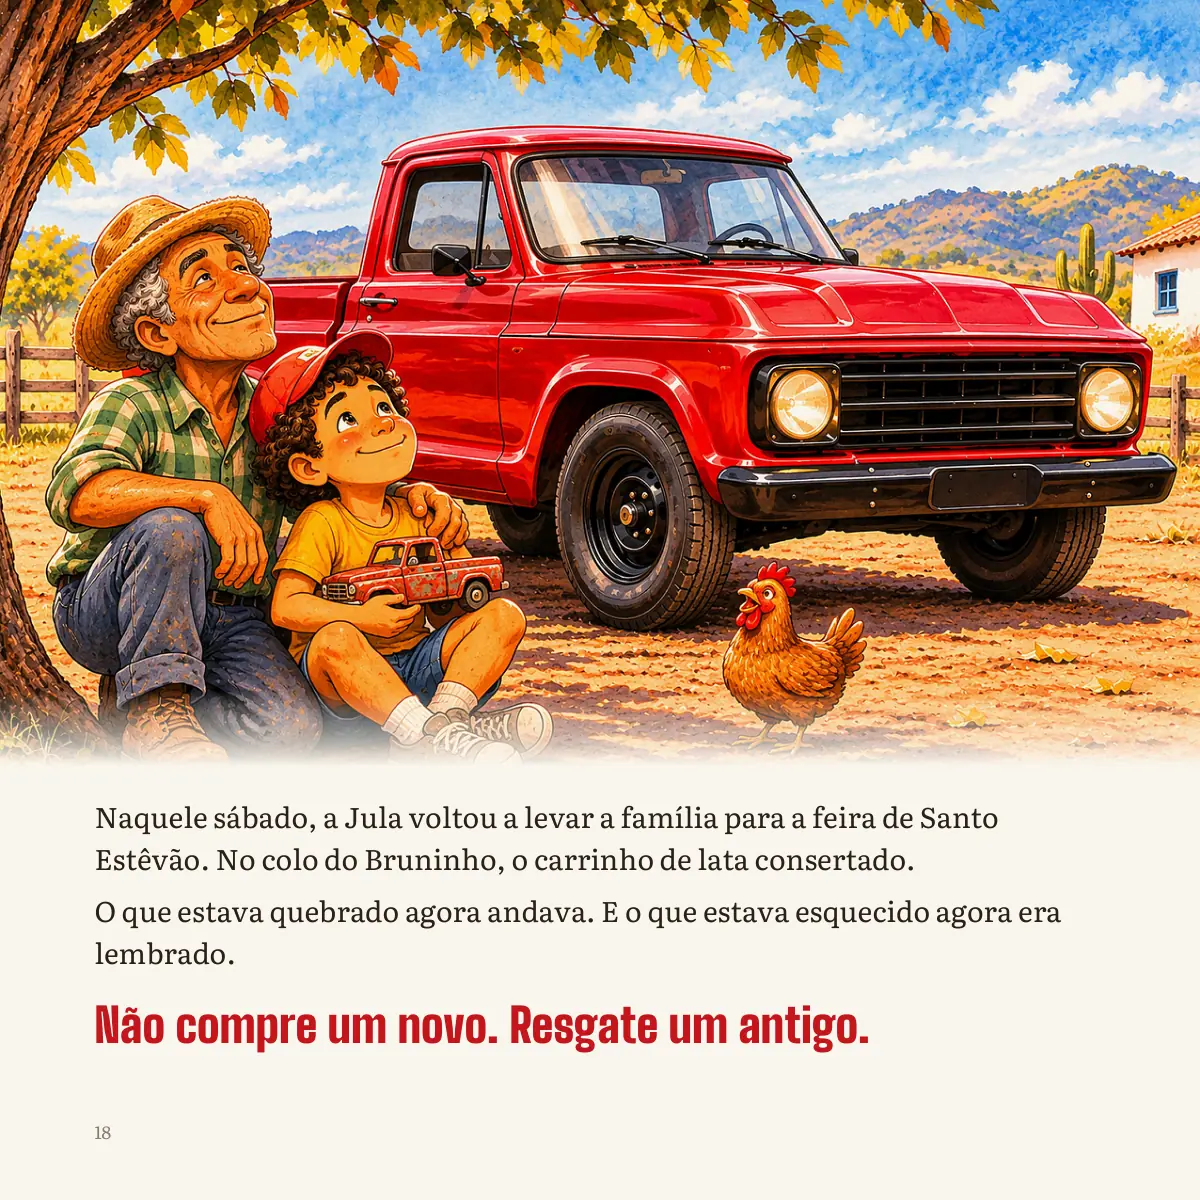 Naquele sábado, a Jula voltou a levar a família para a feira de Santo
Estêvão. No colo do Bruninho, o carrinho de lata consertado.
O que estava quebrado agora andava. E o que estava esquecido agora era
lembrado.
Não compre um novo. Resgate um antigo.
18